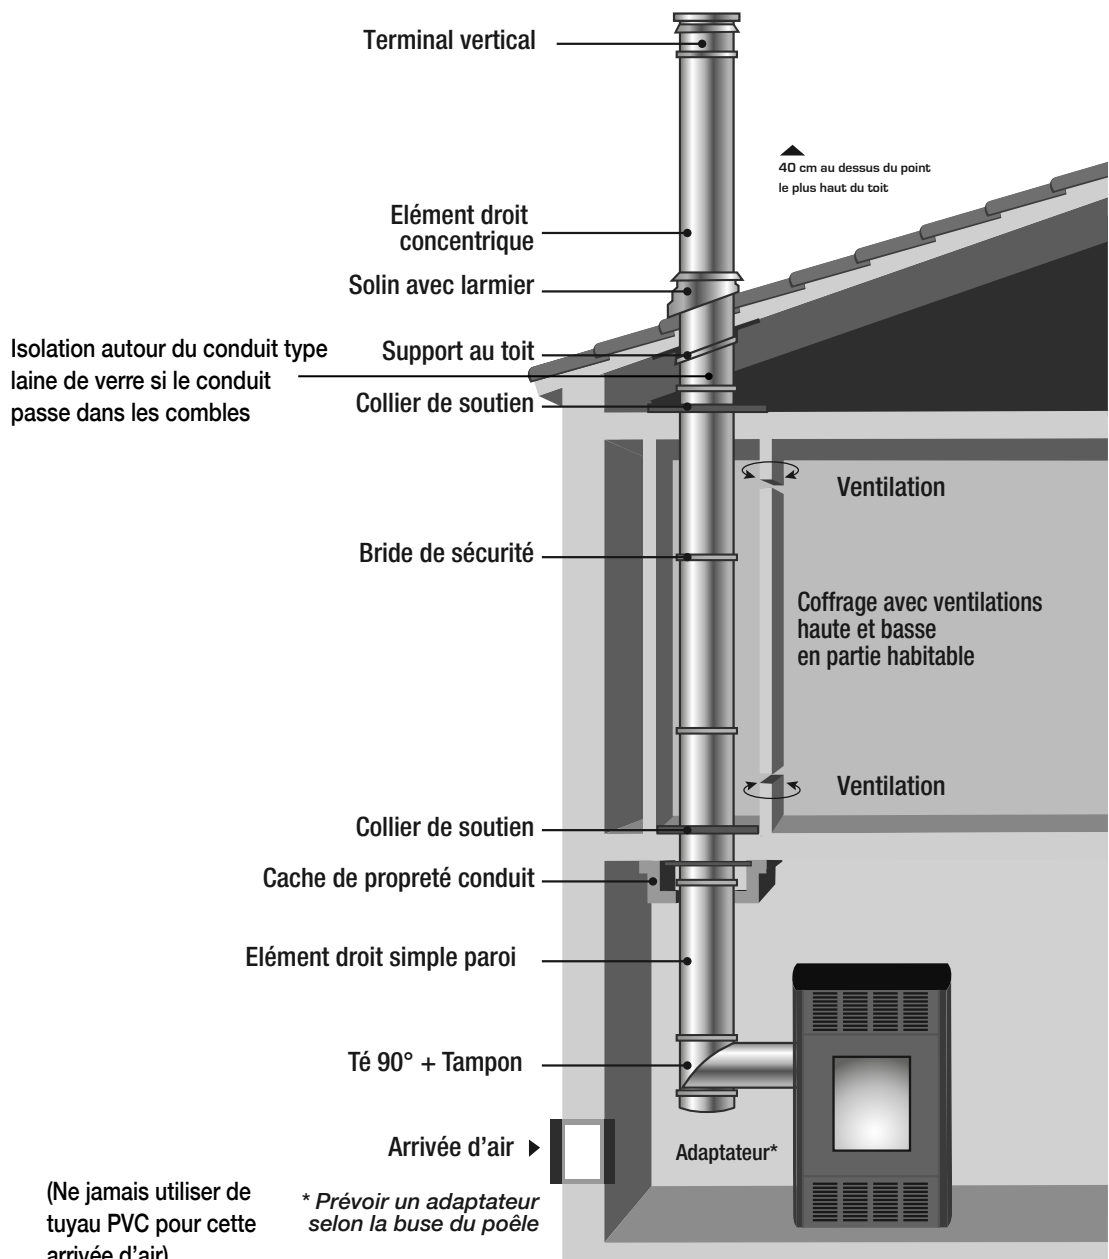 Terminal vertical
40 cm au dessus du point
le plus haut du toit
Elément droit
concentrique
Solin avec larmier
Isolation autour du conduit type
laine de verre si le conduit
passe dans les combles
Support au toit
Collier de soutien
Ventilation
Bride de sécurité
Coffrage avec ventilations
haute et basse
en partie habitable
Ventilation
Collier de soutien
Cache de propreté conduit
Elément droit simple paroi
Té 90° + Tampon
Arrivée d'air
Adaptateur*
(Ne jamais utiliser de
tuyau PVC pour cette
arrivée d'air)
* Prévoir un adaptateur
selon la buse du poêle